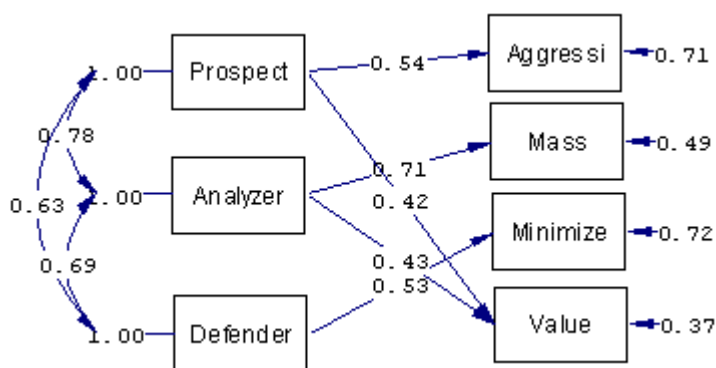 1.00 Prospect 0.54 Aggressi 0.71
0.78
1.00 Analyzer 0.71 Mass 0.49
0.63 0.42
0.69 0.43 Minimize 0.72
0.53
1.00 Defender Value 0.37